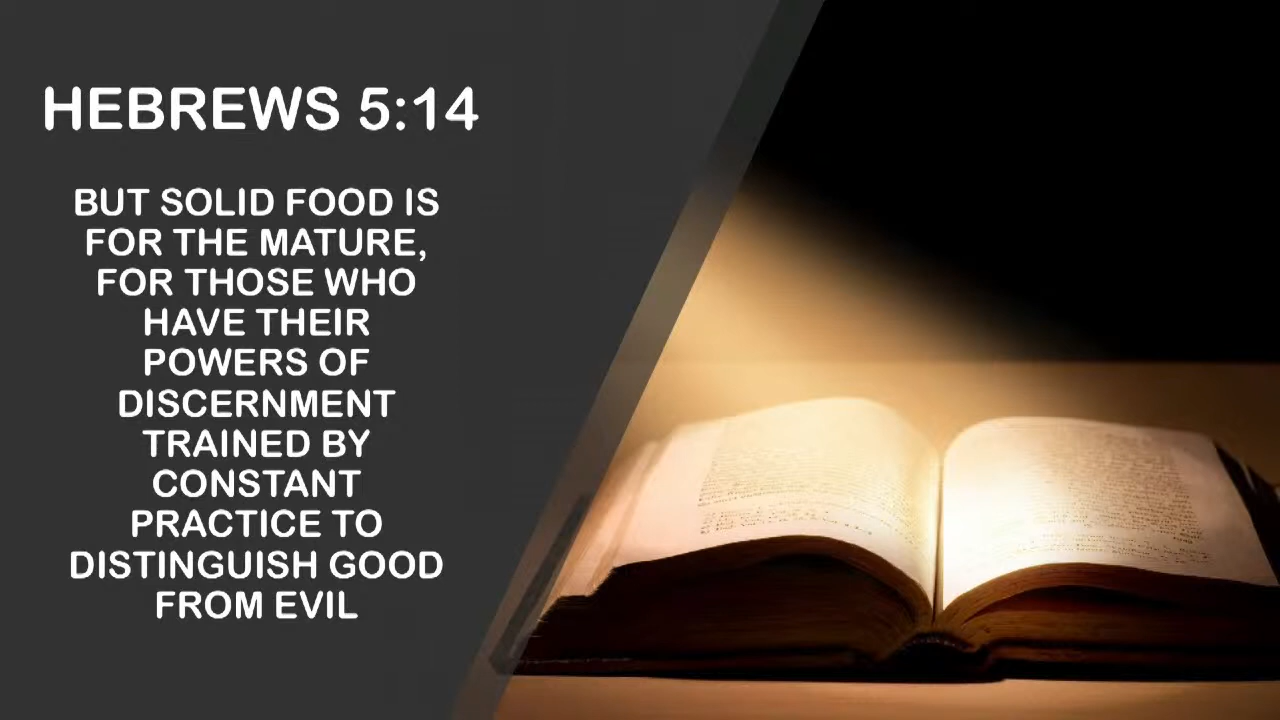 HEBREWS 5:14
BUT SOLID FOOD IS
FOR THE MATURE,
FOR THOSE WHO
HAVE THEIR
POWERS OF
DISCERNMENT
TRAINED BY
CONSTANT
PRACTICE TO
DISTINGUISH GOOD
FROM EVIL